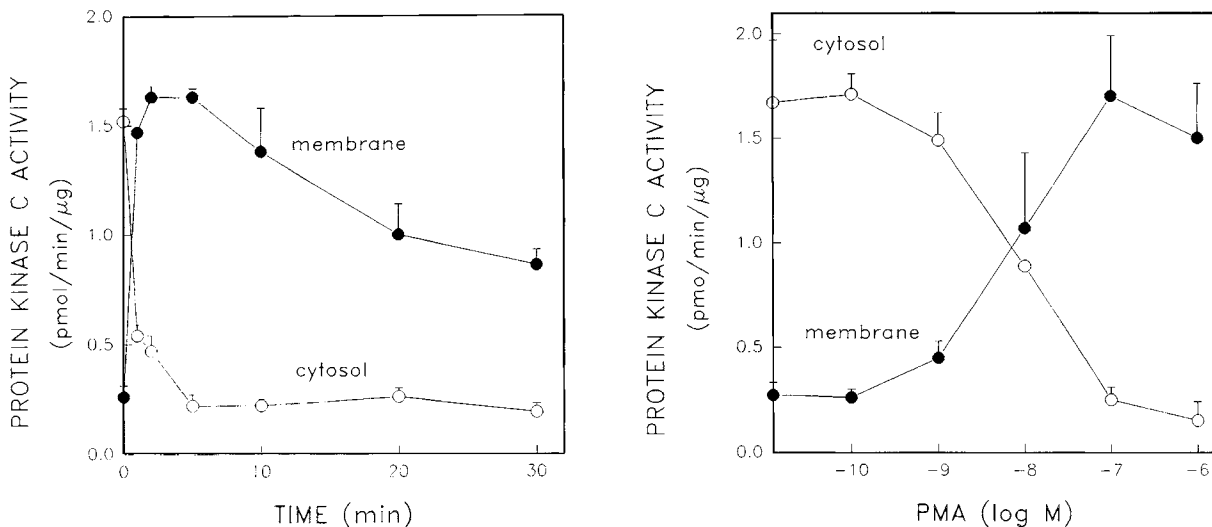 PROTEIN KINASE C ACTIVITY
(pmol/min/μg)
2.0
1.5
1.0
0.5
0.0
membrane
cytosol
0
10
20
30
TIME (min)
PROTEIN KINASE C ACTIVITY
(pmo/min/μg)
2.0
1.5
1.0
0.5
0.0
cytosol
membrane
-10
-9
-8
-7
-6
PMA (log M)